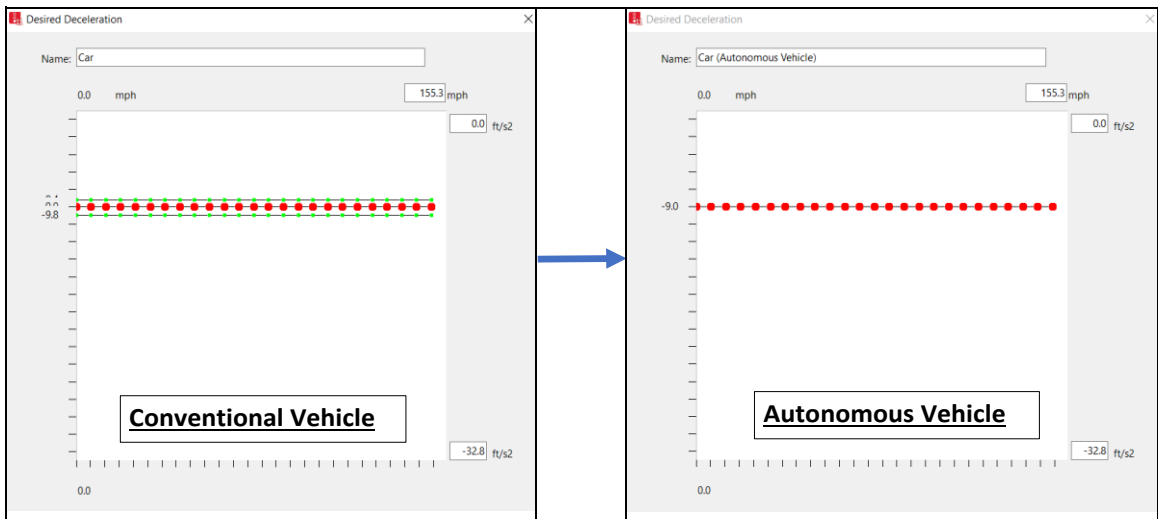 Desired Deceleration
Name: Car
0.0 mph 155.3 mph
0.0 ft/s2
-9.8
Conventional Vehicle
-32.8 ft/s2
0.0
Desired Deceleration
Name: Car (Autonomous Vehicle)
0.0 mph 155.3 mph
0.0 ft/s2
-9.0
Autonomous Vehicle
-32.8 ft/s2
0.0